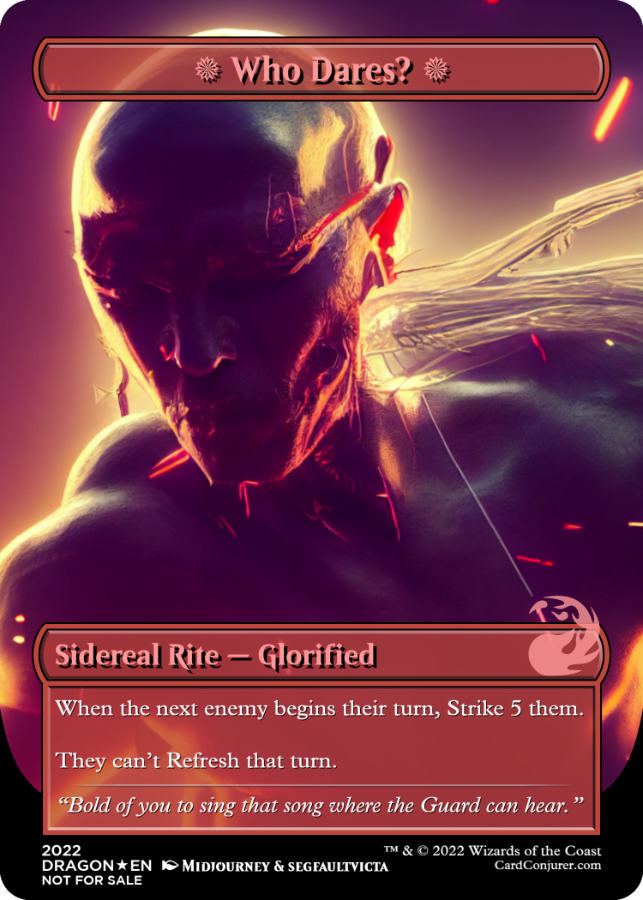 Who Dares?
Sidereal Rite — Glorified
When the next enemy begins their turn, Strike 5 them.
They can't Refresh that turn.
"Bold of you to sing that song where the Guard can hear."
2022
DRAGON★EN MIDJOURNEY & SEGFAULTVICTA
NOT FOR SALE
™ & © 2022 Wizards of the Coast
CardConjurer.com